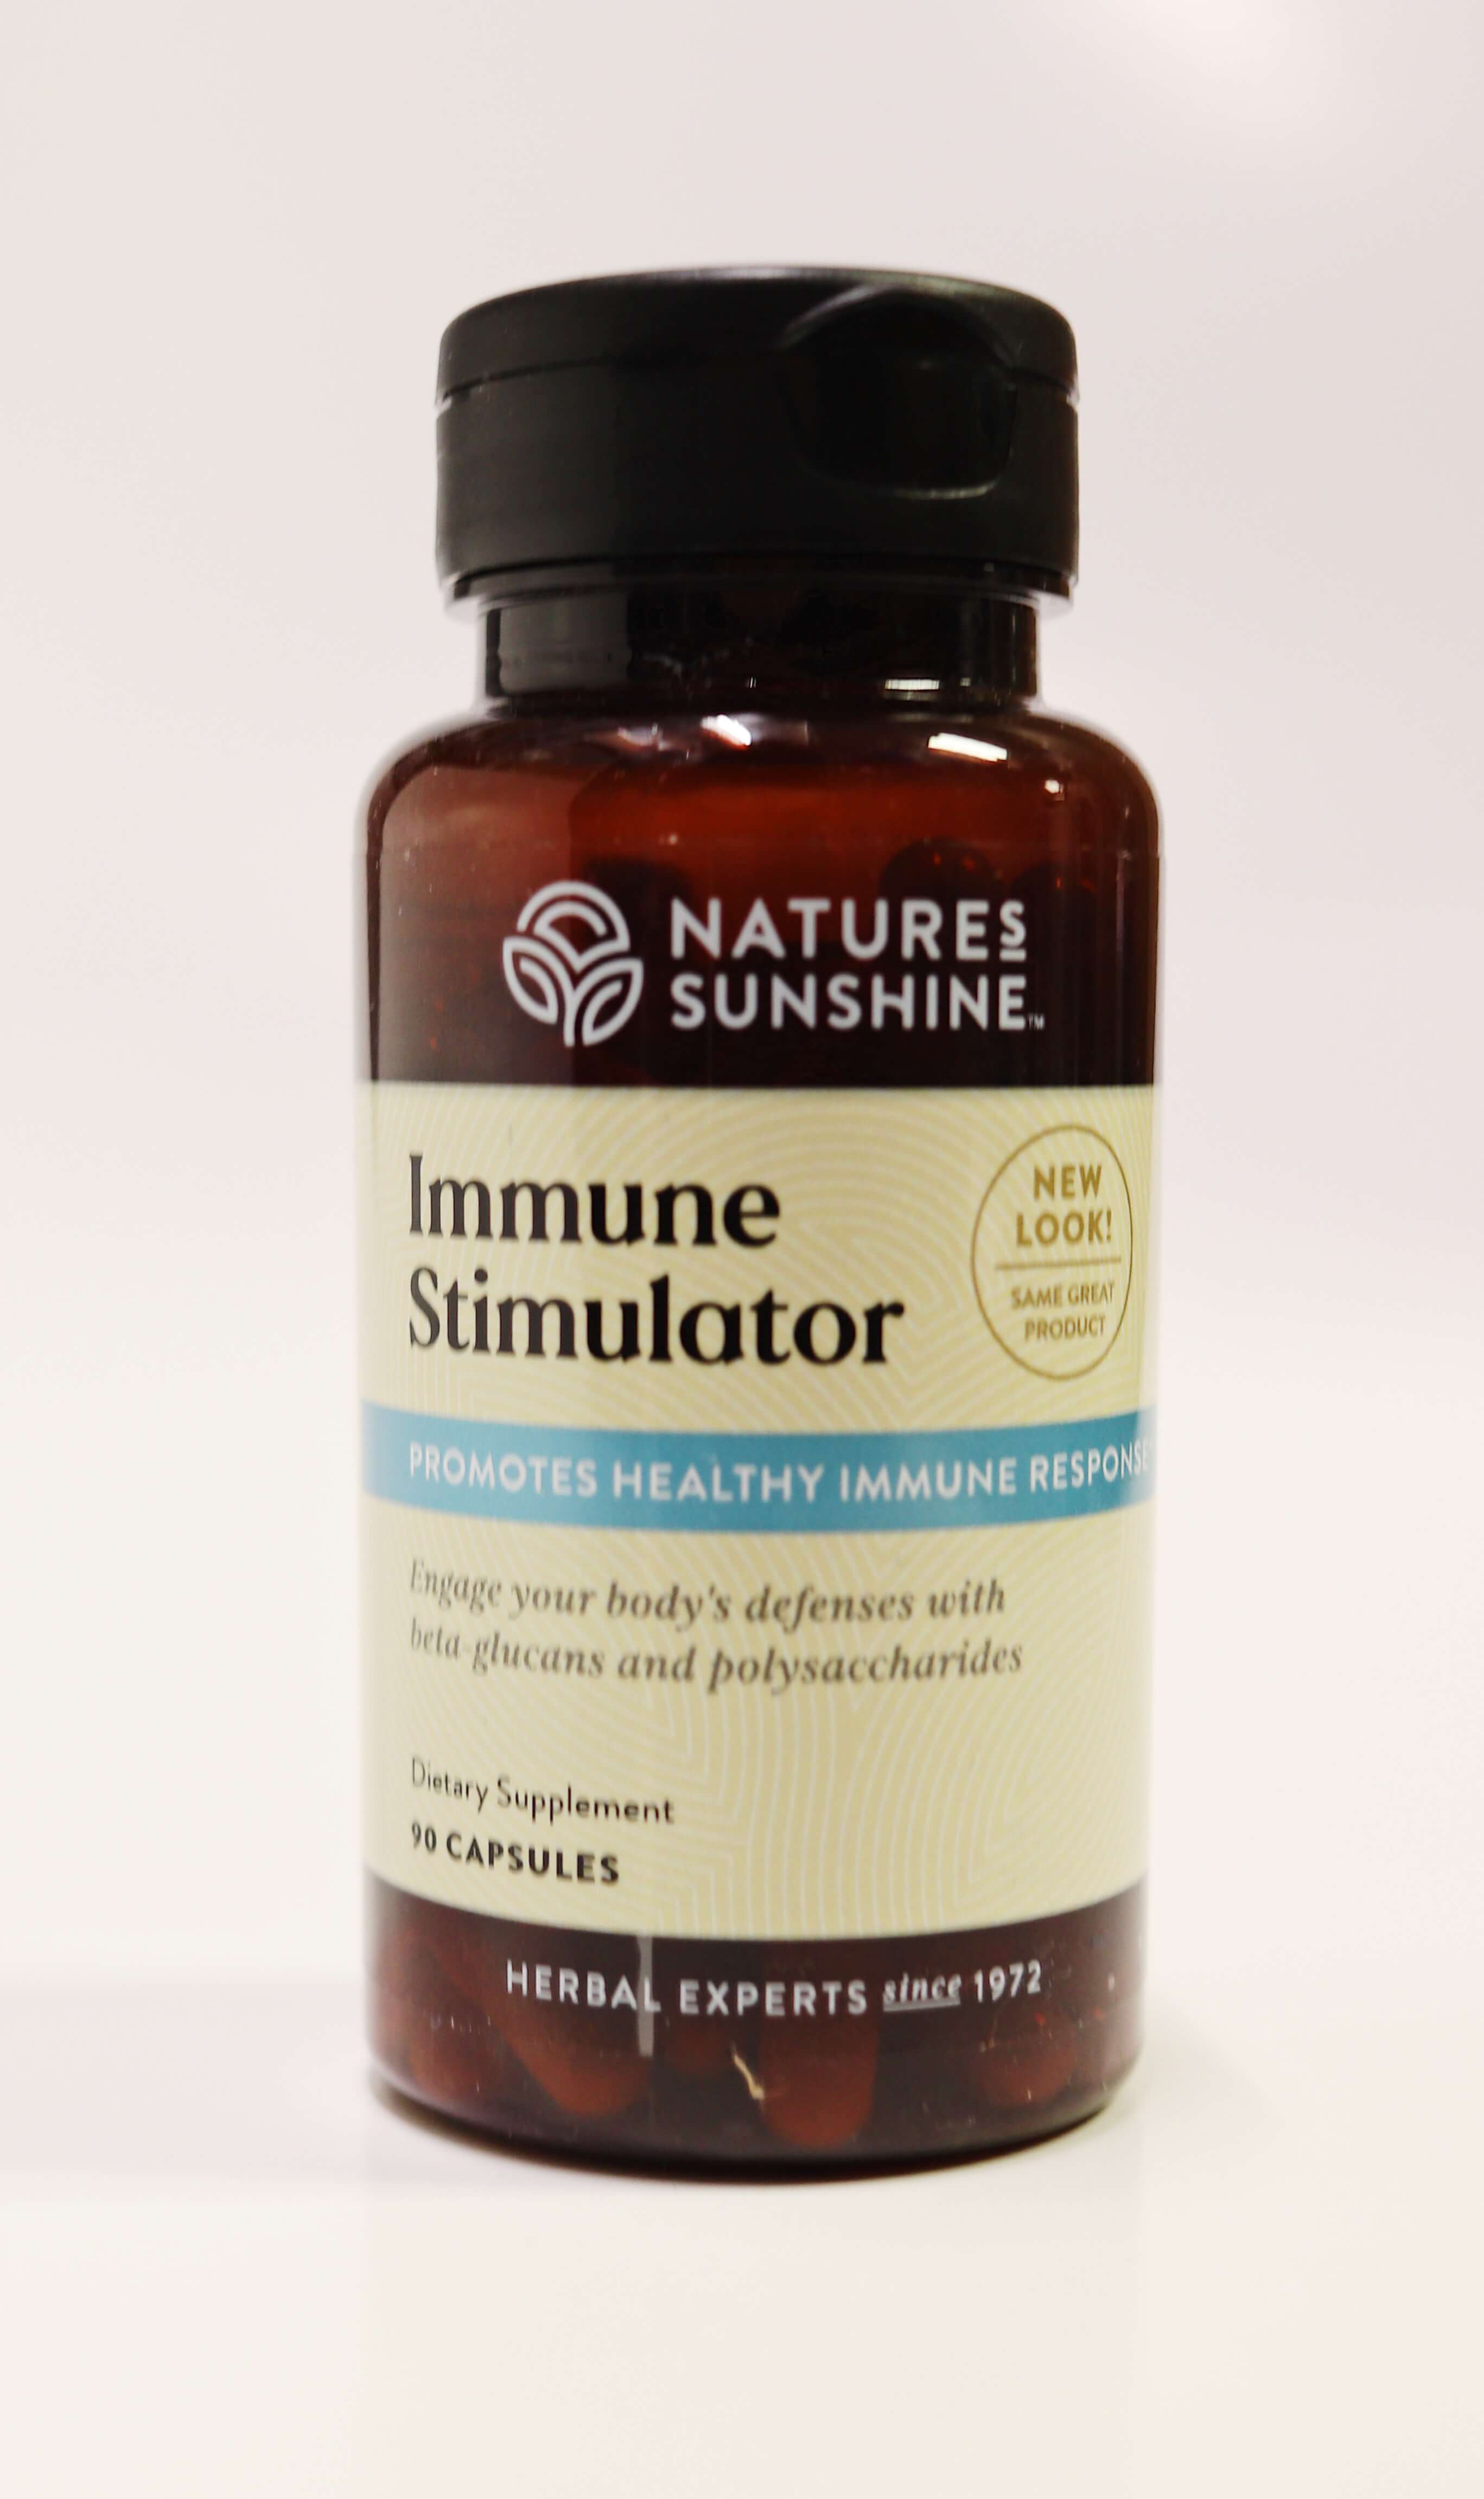 NATURES
SUNSHINE™
Immune
Stimulator
NEW
LOOK!
SAME GREAT
PRODUCT
PROMOTES HEALTHY IMMUNE RESPONSE
Engage your body's defenses with
beta-glucans and polysaccharides
Dietary Supplement
90 CAPSULES
HERBAL EXPERTS since 1972